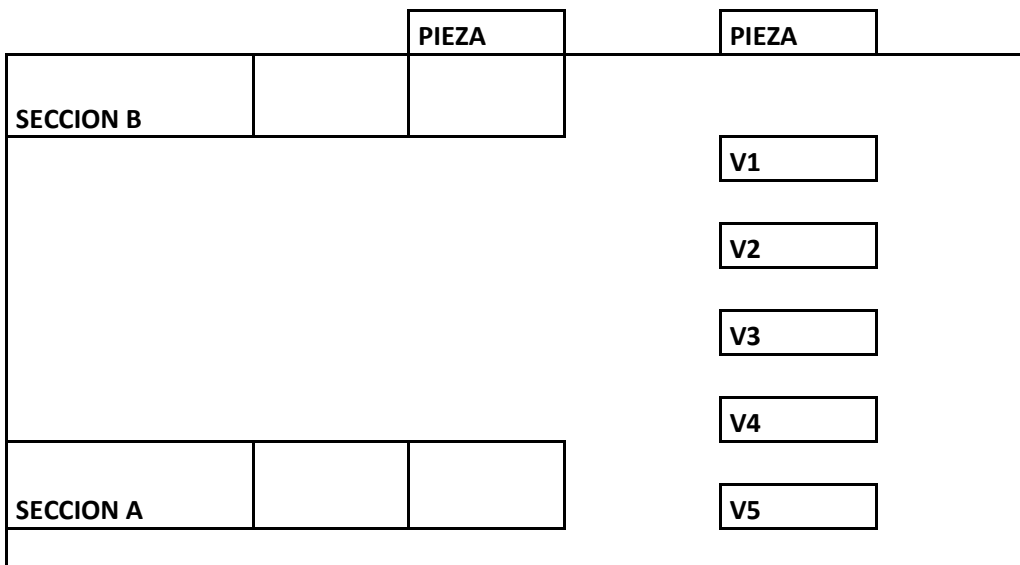 PIEZA PIEZA
SECCION B
V1
V2
V3
V4
SECCION A V5